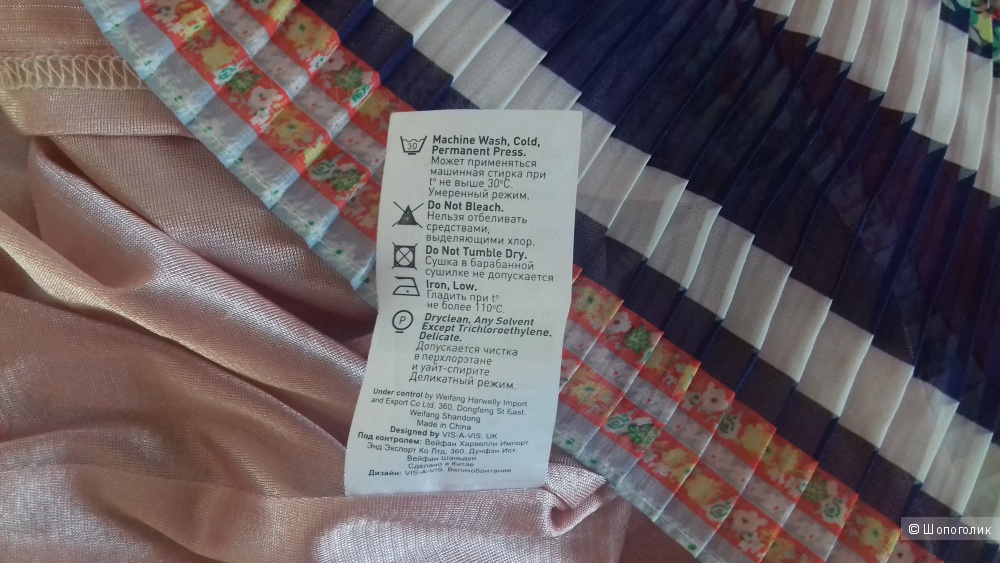 30
Machine Wash, Cold,
Permanent Press.
Может применяться
машинная стирка при
t° не выше 30°C.
Умеренный режим.
Do Not Bleach.
Нельзя отбеливать
средствами,
выделяющими хлор.
Do Not Tumble Dry.
Сушка в барабанной
сушилке не допускается
Iron, Low.
Гладить при t°
не более 110°C.
P
Dryclean, Any Solvent
Except Trichloroethylene.
Delicate.
Допускается чистка
в перхлорэтане
и уайт-спирите
Деликатный режим.
Under control by Weifang Harwelly Import
and Export Co Ltd, 360, Dongfeng St East
Weifang Shandong
Made in China
Designed by VIS-A-VIS, UK
Под контролем: Вейфан Харвелли Импорт
Энд Экспорт Ко Лтд, 360, Дунфэн Ист,
Вейфан Шаньдун
Сделано в Китае
Дизайн: VIS-A-VIS, Великобритания
© Шопоголик